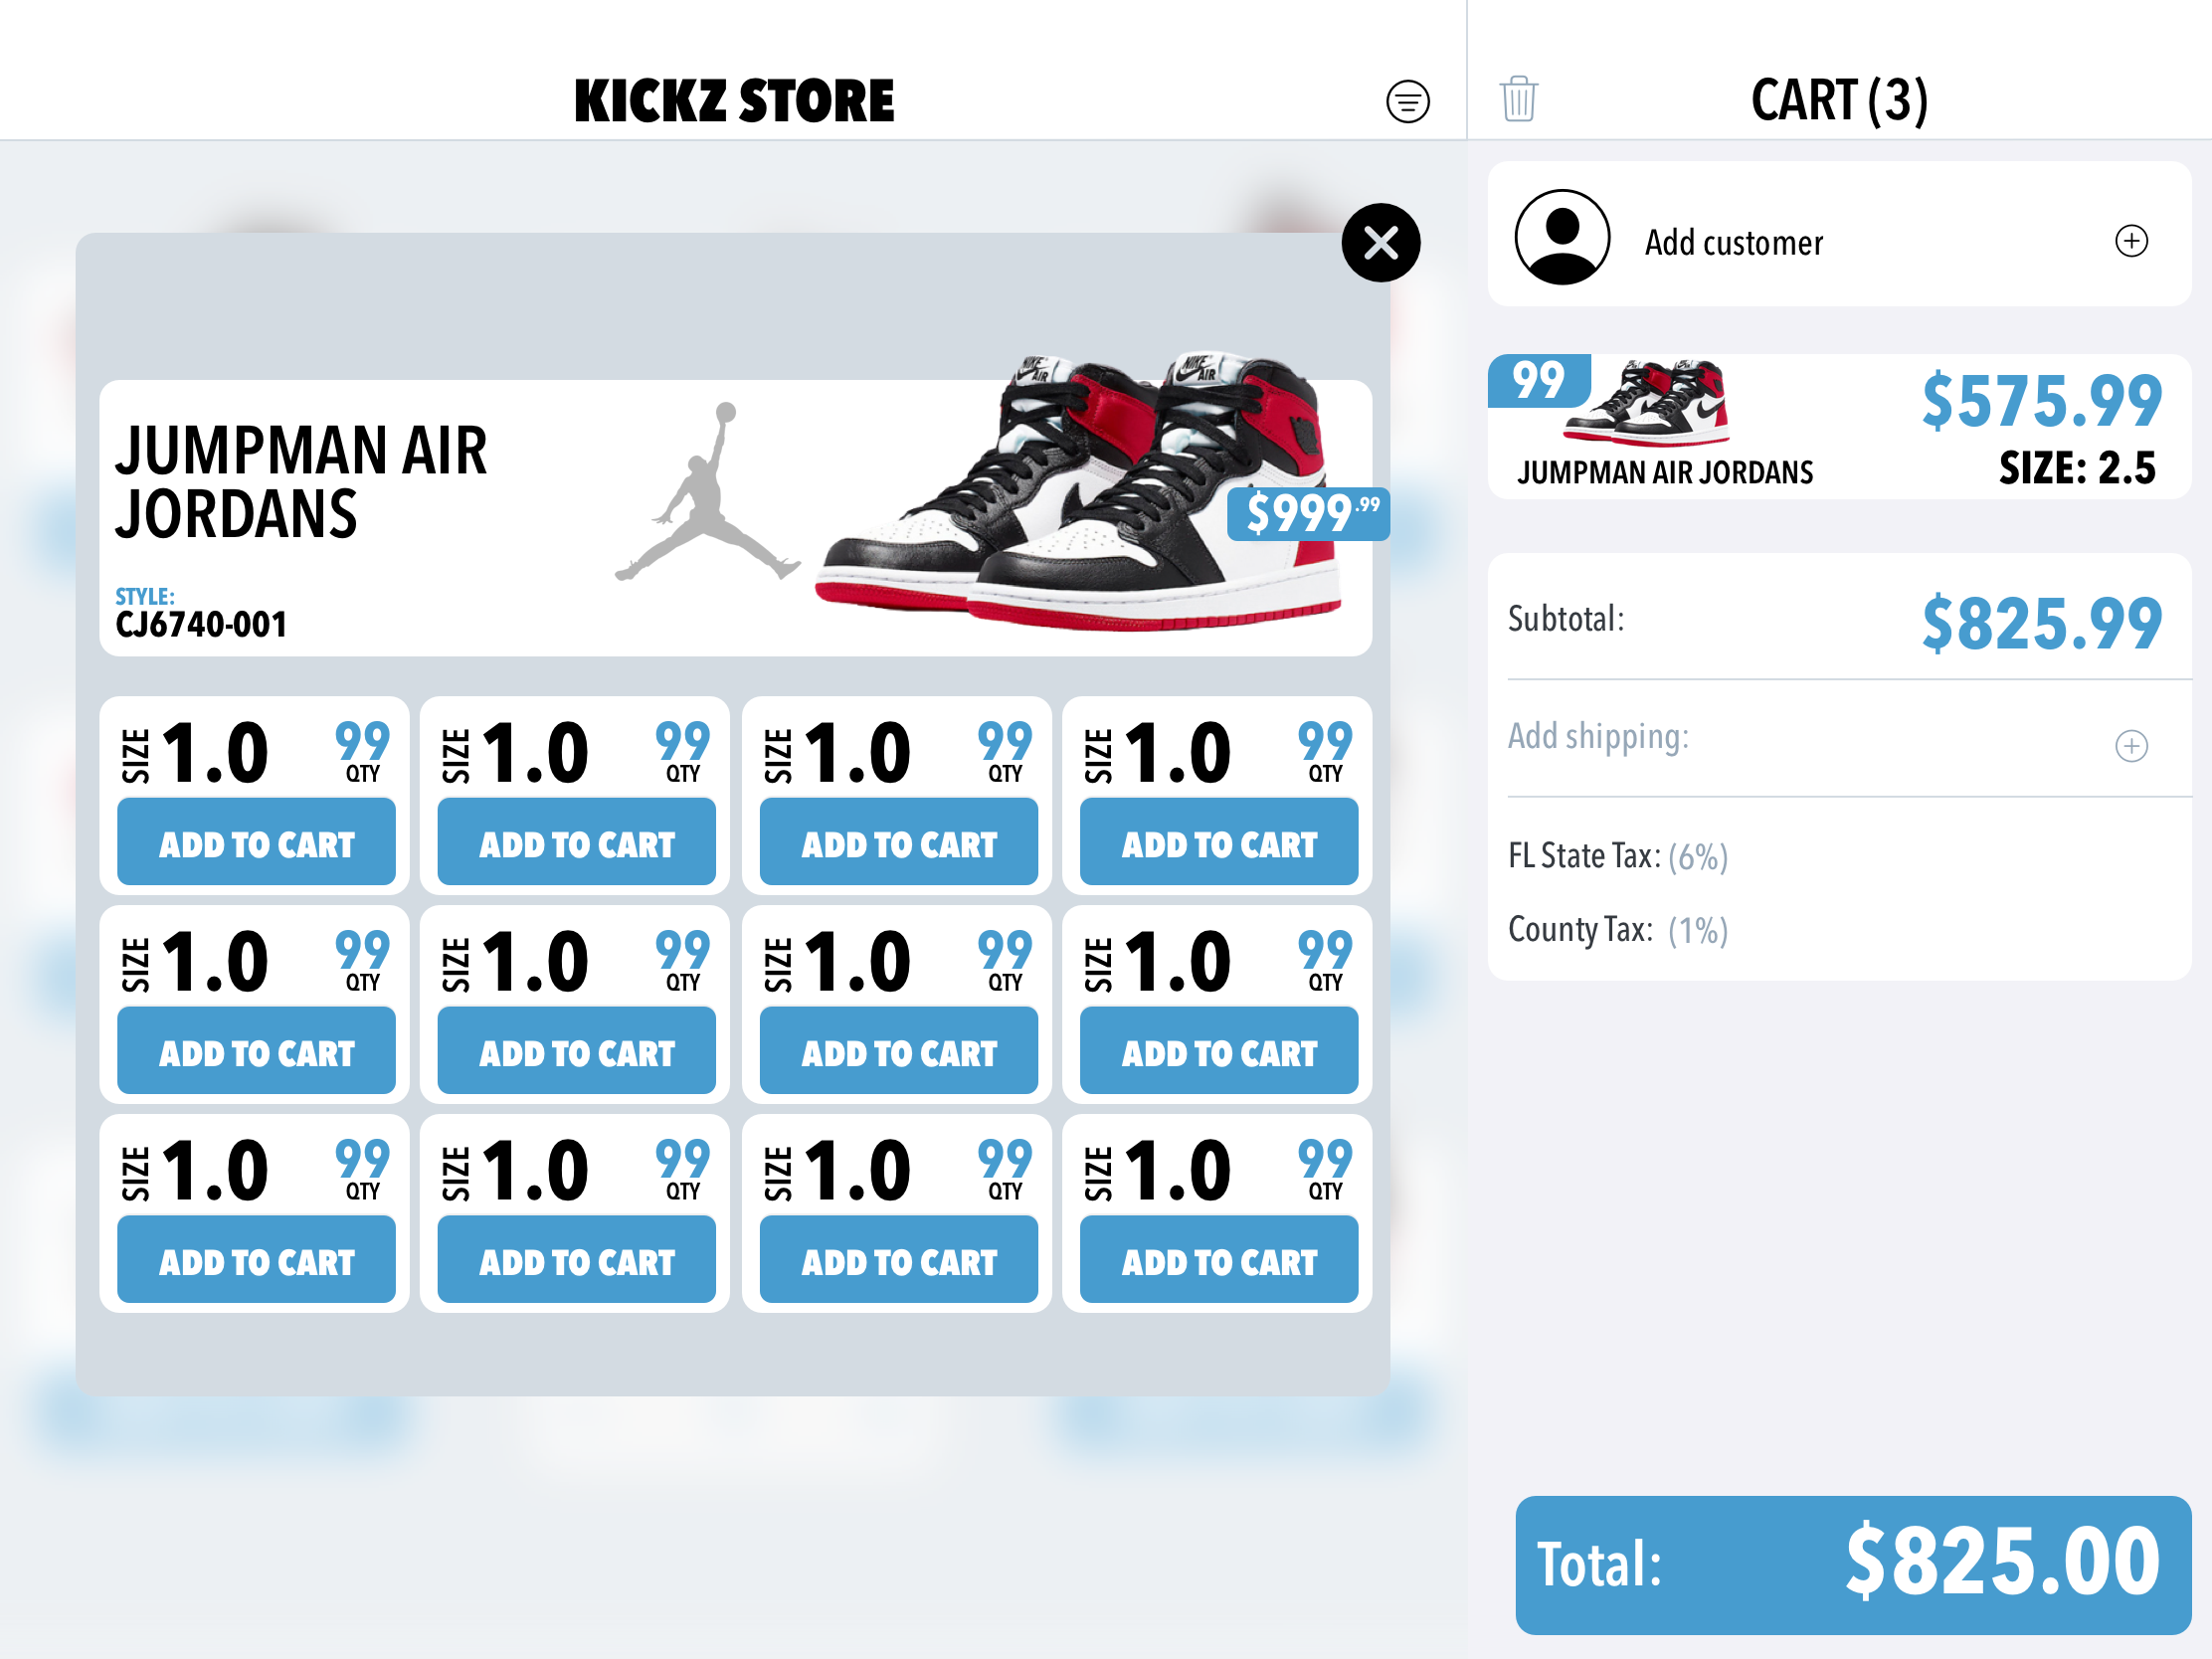 KICKZ STORE
CART (3)
Add customer
99
$575.99
JUMPMAN AIR JORDANS
SIZE: 2.5
Subtotal:
$825.99
Add shipping:
FL State Tax: (6%)
County Tax: (1%)
Total:
$825.00
JUMPMAN AIR
JORDANS
STYLE:
CJ6740-001
NIKE
AIR
NIKE
AIR
$999.99
SIZE 1.0 99 QTY
ADD TO CART
SIZE 1.0 99 QTY
ADD TO CART
SIZE 1.0 99 QTY
ADD TO CART
SIZE 1.0 99 QTY
ADD TO CART
SIZE 1.0 99 QTY
ADD TO CART
SIZE 1.0 99 QTY
ADD TO CART
SIZE 1.0 99 QTY
ADD TO CART
SIZE 1.0 99 QTY
ADD TO CART
SIZE 1.0 99 QTY
ADD TO CART
SIZE 1.0 99 QTY
ADD TO CART
SIZE 1.0 99 QTY
ADD TO CART
SIZE 1.0 99 QTY
ADD TO CART